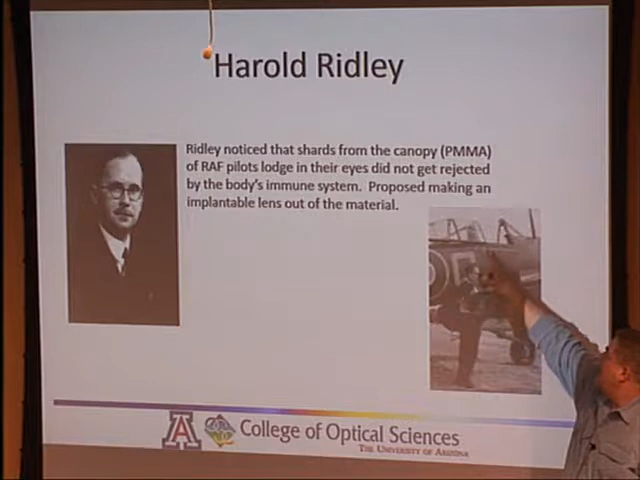 Harold Ridley
Ridley noticed that shards from the canopy (PMMA)
of RAF pilots lodge in their eyes did not get rejected
by the body's immune system. Proposed making an
implantable lens out of the material.
A
College of Optical Sciences
THE UNIVERSITY OF ARIZONA